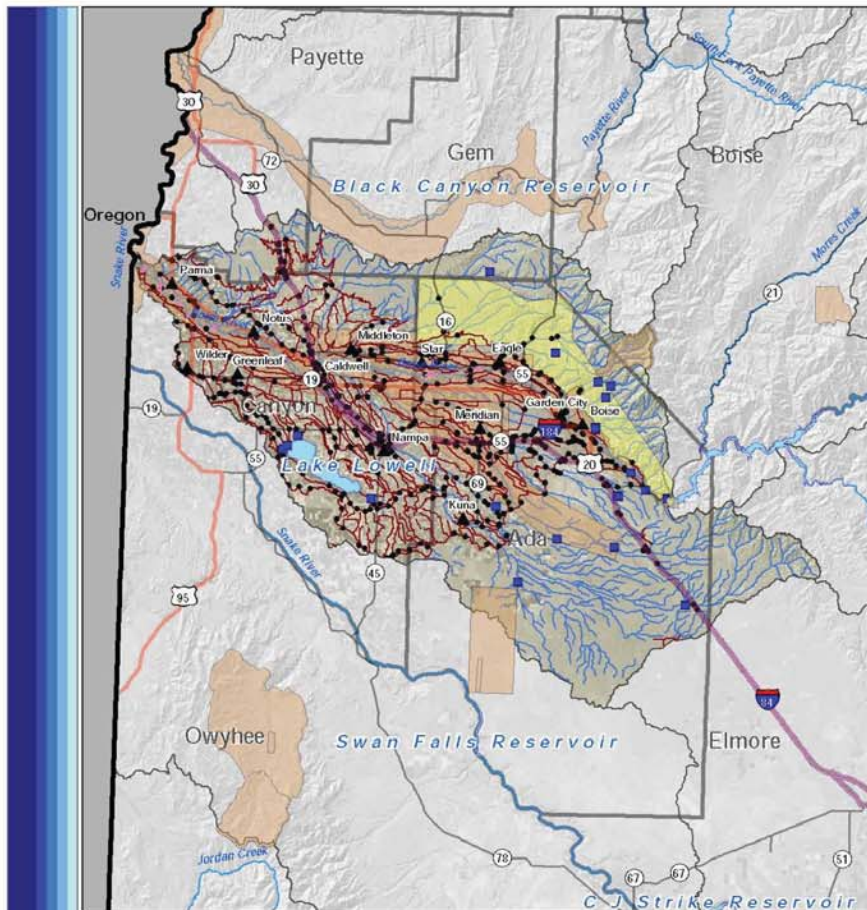 Payette
South Fork Payette River
30
Payette River
72
Gem
Boise
30
Black Canyon Reservoir
Oregon
Snake River
Mores Creek
Parma
21
16
Notus
Middleton
Star
Eagle
Wilder
Greenleaf
Caldwell
55
19
Garden City
Canyon
Meridian
Boise
184
19
Nampa
55
55
20
Lake Lowell
69
Kuna
Ada
Snake River
45
95
84
Owyhee
Swan Falls Reservoir
Elmore
Jordan Creek
78
51
67
67
C J Strike Reservoir